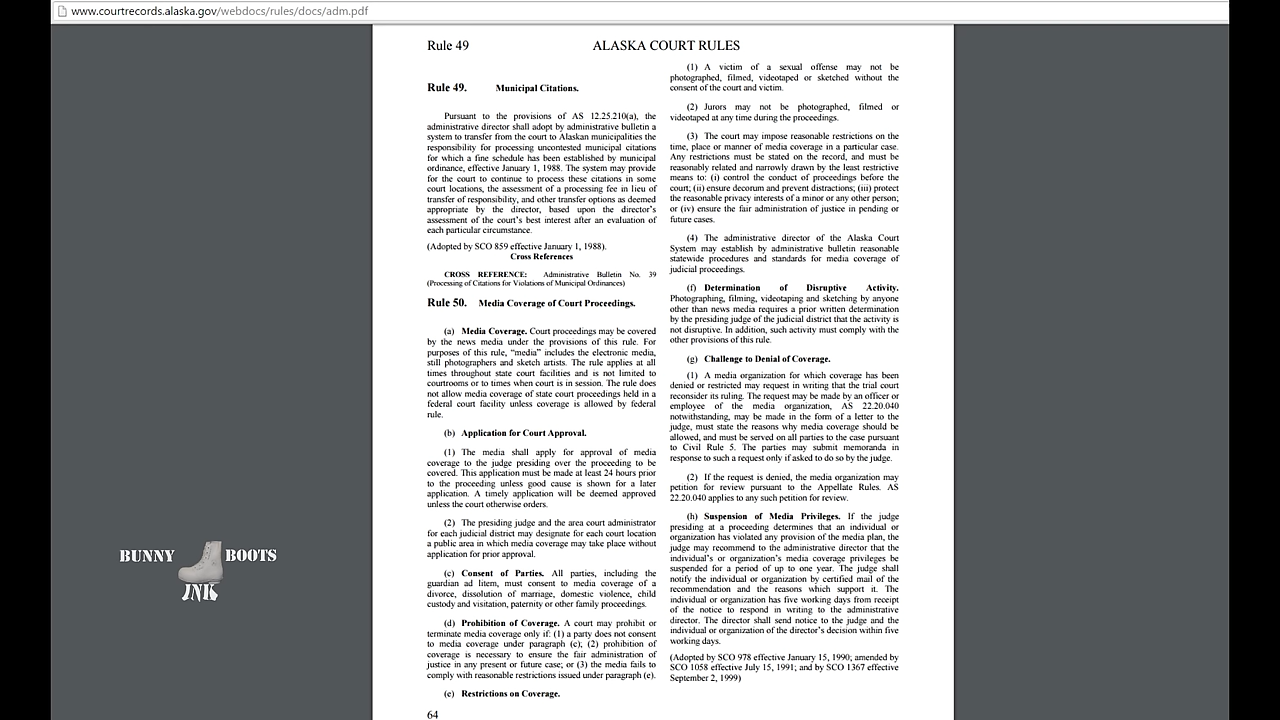 www.courtrecords.alaska.gov/webdocs/rules/docs/adm.pdf
Rule 49
ALASKA COURT RULES
Rule 49. Municipal Citations.
Pursuant to the provisions of AS 12.25.210(a), the
administrative director shall adopt by administrative bulletin a
system to transfer from the court to Alaskan municipalities the
responsibility for processing uncontested municipal citations
for which a fine schedule has been established by municipal
ordinance, effective January 1, 1988. The system may provide
for the court to continue to process these citations in some
court locations, the assessment of a processing fee in lieu of
transfer of responsibility, and other transfer options as deemed
appropriate by the director, based upon the director's
assessment of the court's best interest after an evaluation of
each particular circumstance.
(Adopted by SCO 859 effective January 1, 1988).
Cross References
CROSS REFERENCE: Administrative Bulletin No. 39
(Processing of Citations for Violations of Municipal Ordinances)
Rule 50. Media Coverage of Court Proceedings.
(a) Media Coverage. Court proceedings may be covered
by the news media under the provisions of this rule. For
purposes of this rule, "media" includes the electronic media,
still photographers and sketch artists. The rule applies at all
times throughout state court facilities and is not limited to
courtrooms or to times when court is in session. The rule does
not allow media coverage of state court proceedings held in a
federal court facility unless coverage is allowed by federal
rule.
(b) Application for Court Approval.
(1) The media shall apply for approval of media
coverage to the judge presiding over the proceeding to be
covered. This application must be made at least 24 hours prior
to the proceeding unless good cause is shown for a later
application. A timely application will be deemed approved
unless the court otherwise orders.
(2) The presiding judge and the area court administrator
for each judicial district may designate for each court location
a public area in which media coverage may take place without
application for prior approval.
(c) Consent of Parties. All parties, including the
guardian ad litem, must consent to media coverage of a
divorce, dissolution of marriage, domestic violence, child
custody and visitation, paternity or other family proceedings.
(d) Prohibition of Coverage. A court may prohibit or
terminate media coverage only if: (1) a party does not consent
to media coverage under paragraph (c); (2) prohibition of
coverage is necessary to ensure the fair administration of
justice in any present or future case; or (3) the media fails to
comply with reasonable restrictions issued under paragraph (e).
(e) Restrictions on Coverage.
64
(1) A victim of a sexual offense may not be
photographed, filmed, videotaped or sketched without the
consent of the court and victim.
(2) Jurors may not be photographed, filmed or
videotaped at any time during the proceedings.
(3) The court may impose reasonable restrictions on the
time, place or manner of media coverage in a particular case.
Any restrictions must be stated on the record, and must be
reasonably related and narrowly drawn by the least restrictive
means to: (i) control the conduct of proceedings before the
court; (ii) ensure decorum and prevent distractions; (iii) protect
the reasonable privacy interests of a minor or any other person;
or (iv) ensure the fair administration of justice in pending or
future cases.
(4) The administrative director of the Alaska Court
System may establish by administrative bulletin reasonable
statewide procedures and standards for media coverage of
judicial proceedings.
(f) Determination of Disruptive Activity.
Photographing, filming, videotaping and sketching by anyone
other than news media requires a prior written determination
by the presiding judge of the judicial district that the activity is
not disruptive. In addition, such activity must comply with the
other provisions of this rule.
(g) Challenge to Denial of Coverage.
(1) A media organization for which coverage has been
denied or restricted may request in writing that the trial court
reconsider its ruling. The request may be made by an officer or
employee of the media organization, AS 22.20.040
notwithstanding, may be made in the form of a letter to the
judge, must state the reasons why media coverage should be
allowed, and must be served on all parties to the case pursuant
to Civil Rule 5. The parties may submit memoranda in
response to such a request only if asked to do so by the judge.
(2) If the request is denied, the media organization may
petition for review pursuant to the Appellate Rules. AS
22.20.040 applies to any such petition for review.
(h) Suspension of Media Privileges. If the judge
presiding at a proceeding determines that an individual or
organization has violated any provision of the media plan, the
judge may recommend to the administrative director that the
individual's or organization's media coverage privileges be
suspended for a period of up to one year. The judge shall
notify the individual or organization by certified mail of the
recommendation and the reasons which support it. The
individual or organization has five working days from receipt
of the notice to respond in writing to the administrative
director. The director shall send notice to the judge and the
individual or organization of the director's decision within five
working days.
(Adopted by SCO 978 effective January 15, 1990; amended by
SCO 1058 effective July 15, 1991; and by SCO 1367 effective
September 2, 1999)
BUNNY BOOTS
INK